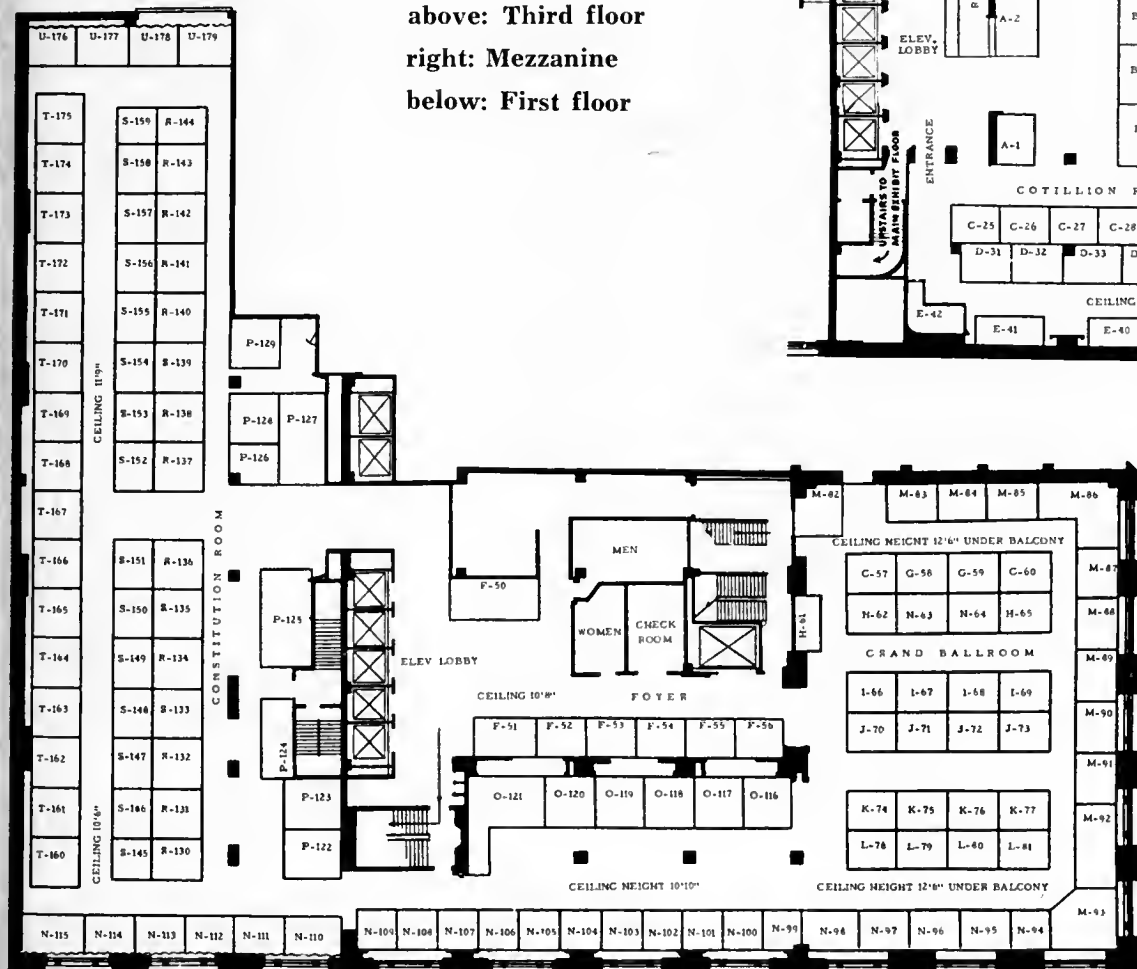 above: Third floor
right: Mezzanine
below: First floor
U-176 U-177 U-178 U-179
T-175
T-174
T-173
T-172
T-171
T-170
T-169
T-168
T-167
T-166
T-165
T-164
T-163
T-162
T-161
T-160
CEILING 11'9"
CEILING 10'6"
S-159 R-144
S-158 R-143
S-157 R-142
S-156 R-141
S-155 R-140
S-154 R-139
S-153 R-138
S-152 R-137
S-151 R-136
S-150 R-135
S-149 R-134
S-148 R-133
S-147 R-132
S-146 R-131
S-145 R-130
CONSTITUTION ROOM
P-129
P-128 P-127
P-126
P-125
P-124
P-123
P-122
ELEV LOBBY
F-50
MEN
WOMEN
CHECK
ROOM
CEILING 10'8"
FOYER
F-51 F-52 F-53 F-54 F-55 F-56
O-121 O-120 O-119 O-118 O-117 O-116
CEILING HEIGHT 10'10"
N-115 N-114 N-113 N-112 N-111 N-110 N-109 N-108 N-107 N-106 N-105 N-104 N-103 N-102 N-101 N-100 N-99 N-98 N-97 N-96 N-95 N-94
M-82 M-83 M-84 M-85 M-86
CEILING HEIGHT 12'6" UNDER BALCONY
G-57 G-58 G-59 G-60
H-62 N-63 N-64 H-65
H-61
GRAND BALLROOM
I-66 I-67 I-68 I-69
J-70 J-71 J-72 J-73
K-74 K-75 K-76 K-77
L-78 L-79 L-80 L-81
CEILING HEIGHT 12'6" UNDER BALCONY
M-87
M-88
M-89
M-90
M-91
M-92
M-93
A-2
ELEV.
LOBBY
A-1
ENTRANCE
UPSTAIRS TO
MAIN EXHIBIT FLOOR
COTILLION
C-25 C-26 C-27 C-28
D-31 D-32 D-33
CEILING
E-42 E-41 E-40